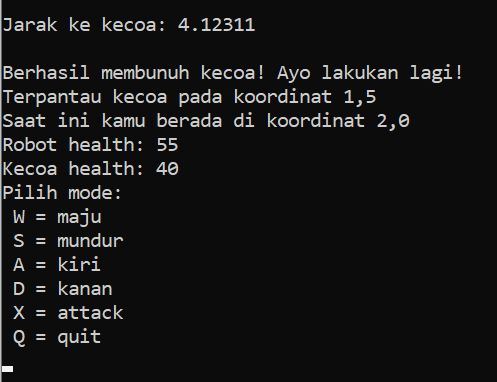 Jarak ke kecoa: 4.12311
Berhasil membunuh kecoa! Ayo lakukan lagi!
Terpantau kecoa pada koordinat 1,5
Saat ini kamu berada di koordinat 2,0
Robot health: 55
Kecoa health: 40
Pilih mode:
W = maju
S = mundur
A = kiri
D = kanan
X = attack
Q = quit